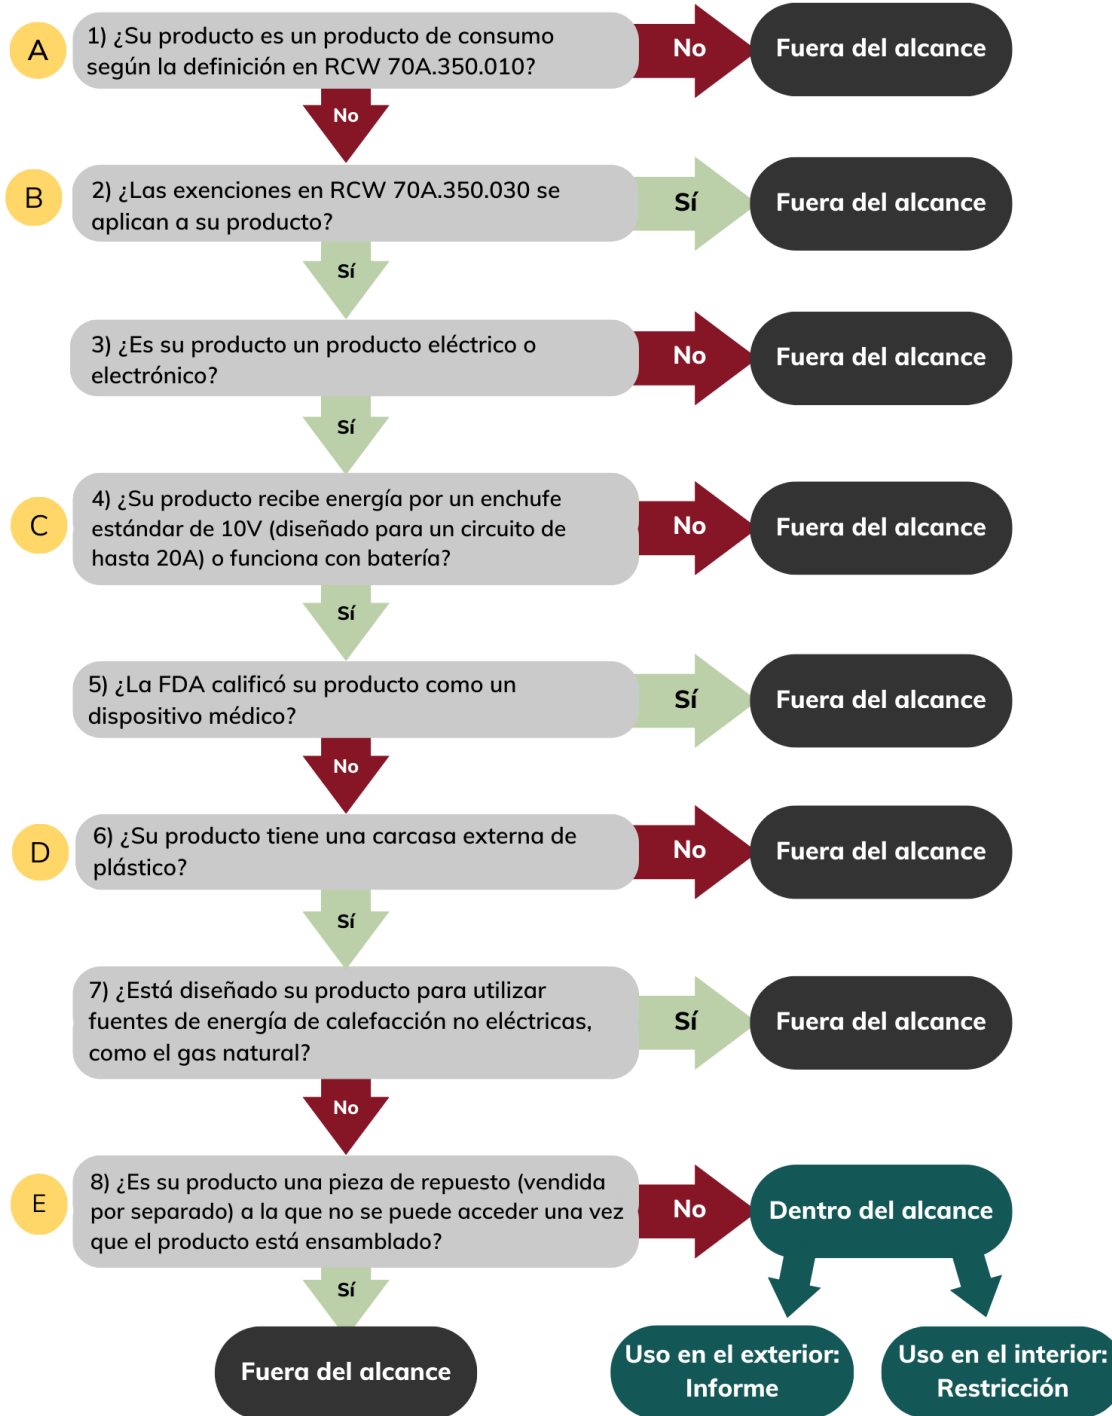 A
1) ¿Su producto es un producto de consumo
según la definición en RCW 70A.350.010?
No
Fuera del alcance
No
B
2) ¿Las exenciones en RCW 70A.350.030 se
aplican a su producto?
Sí
Fuera del alcance
Sí
3) ¿Es su producto un producto eléctrico o
electrónico?
No
Fuera del alcance
Sí
C
4) ¿Su producto recibe energía por un enchufe
estándar de 10V (diseñado para un circuito de
hasta 20A) o funciona con batería?
No
Fuera del alcance
Sí
5) ¿La FDA calificó su producto como un
dispositivo médico?
Sí
Fuera del alcance
No
D
6) ¿Su producto tiene una carcasa externa de
plástico?
No
Fuera del alcance
Sí
7) ¿Está diseñado su producto para utilizar
fuentes de energía de calefacción no eléctricas,
como el gas natural?
Sí
Fuera del alcance
No
E
8) ¿Es su producto una pieza de repuesto (vendida
por separado) a la que no se puede acceder una vez
que el producto está ensamblado?
No
Dentro del alcance
Sí
Fuera del alcance
Uso en el exterior:
Informe
Uso en el interior:
Restricción